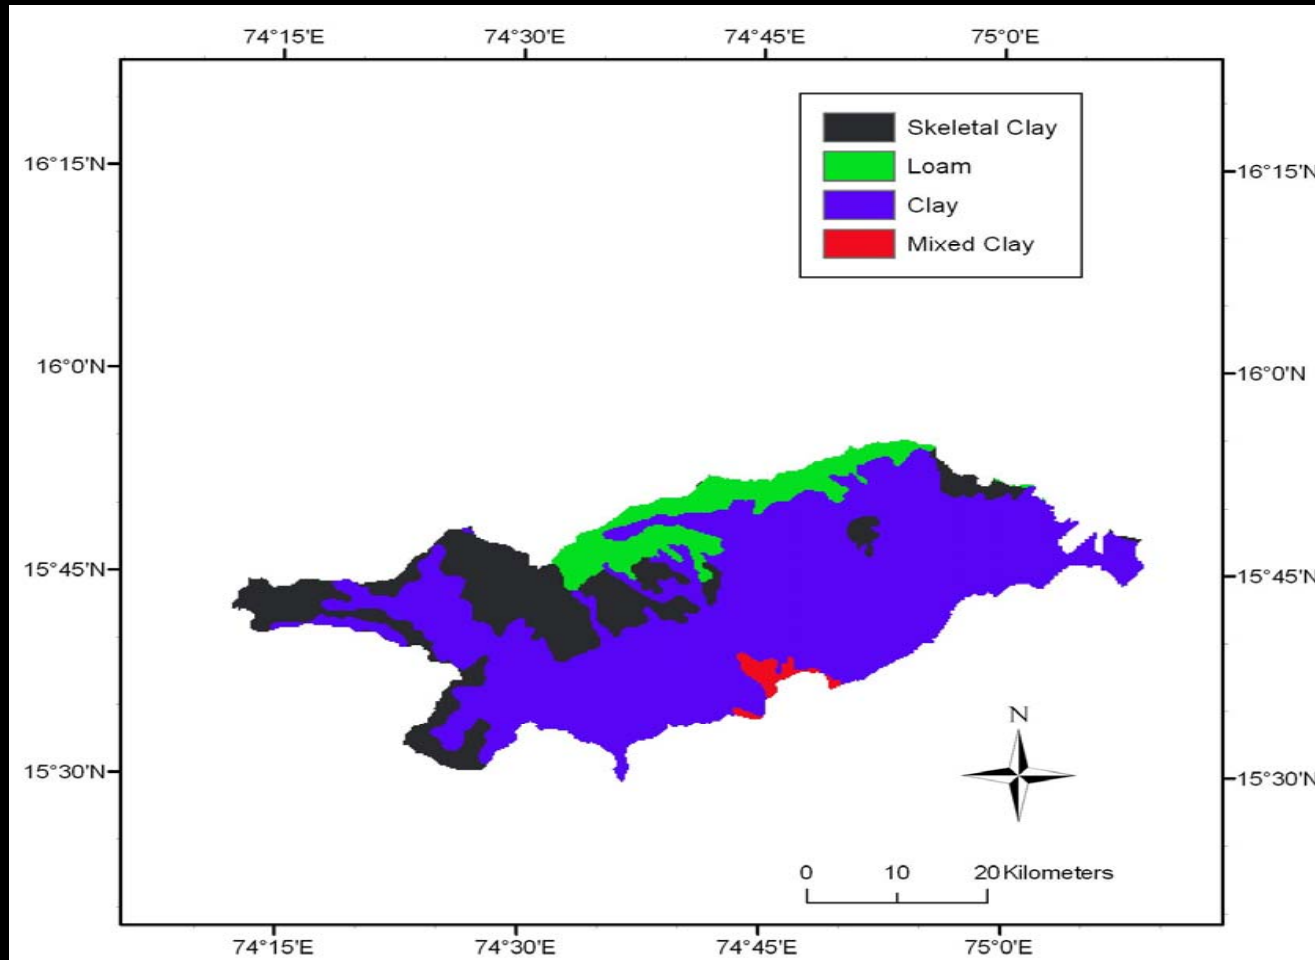 74°15'E 74°30'E 74°45'E 75°0'E
Skeletal Clay
Loam
Clay
Mixed Clay
16°15'N 16°15'N
16°0'N 16°0'N
15°45'N 15°45'N
N
15°30'N 15°30'N
0 10 20 Kilometers
74°15'E 74°30'E 74°45'E 75°0'E